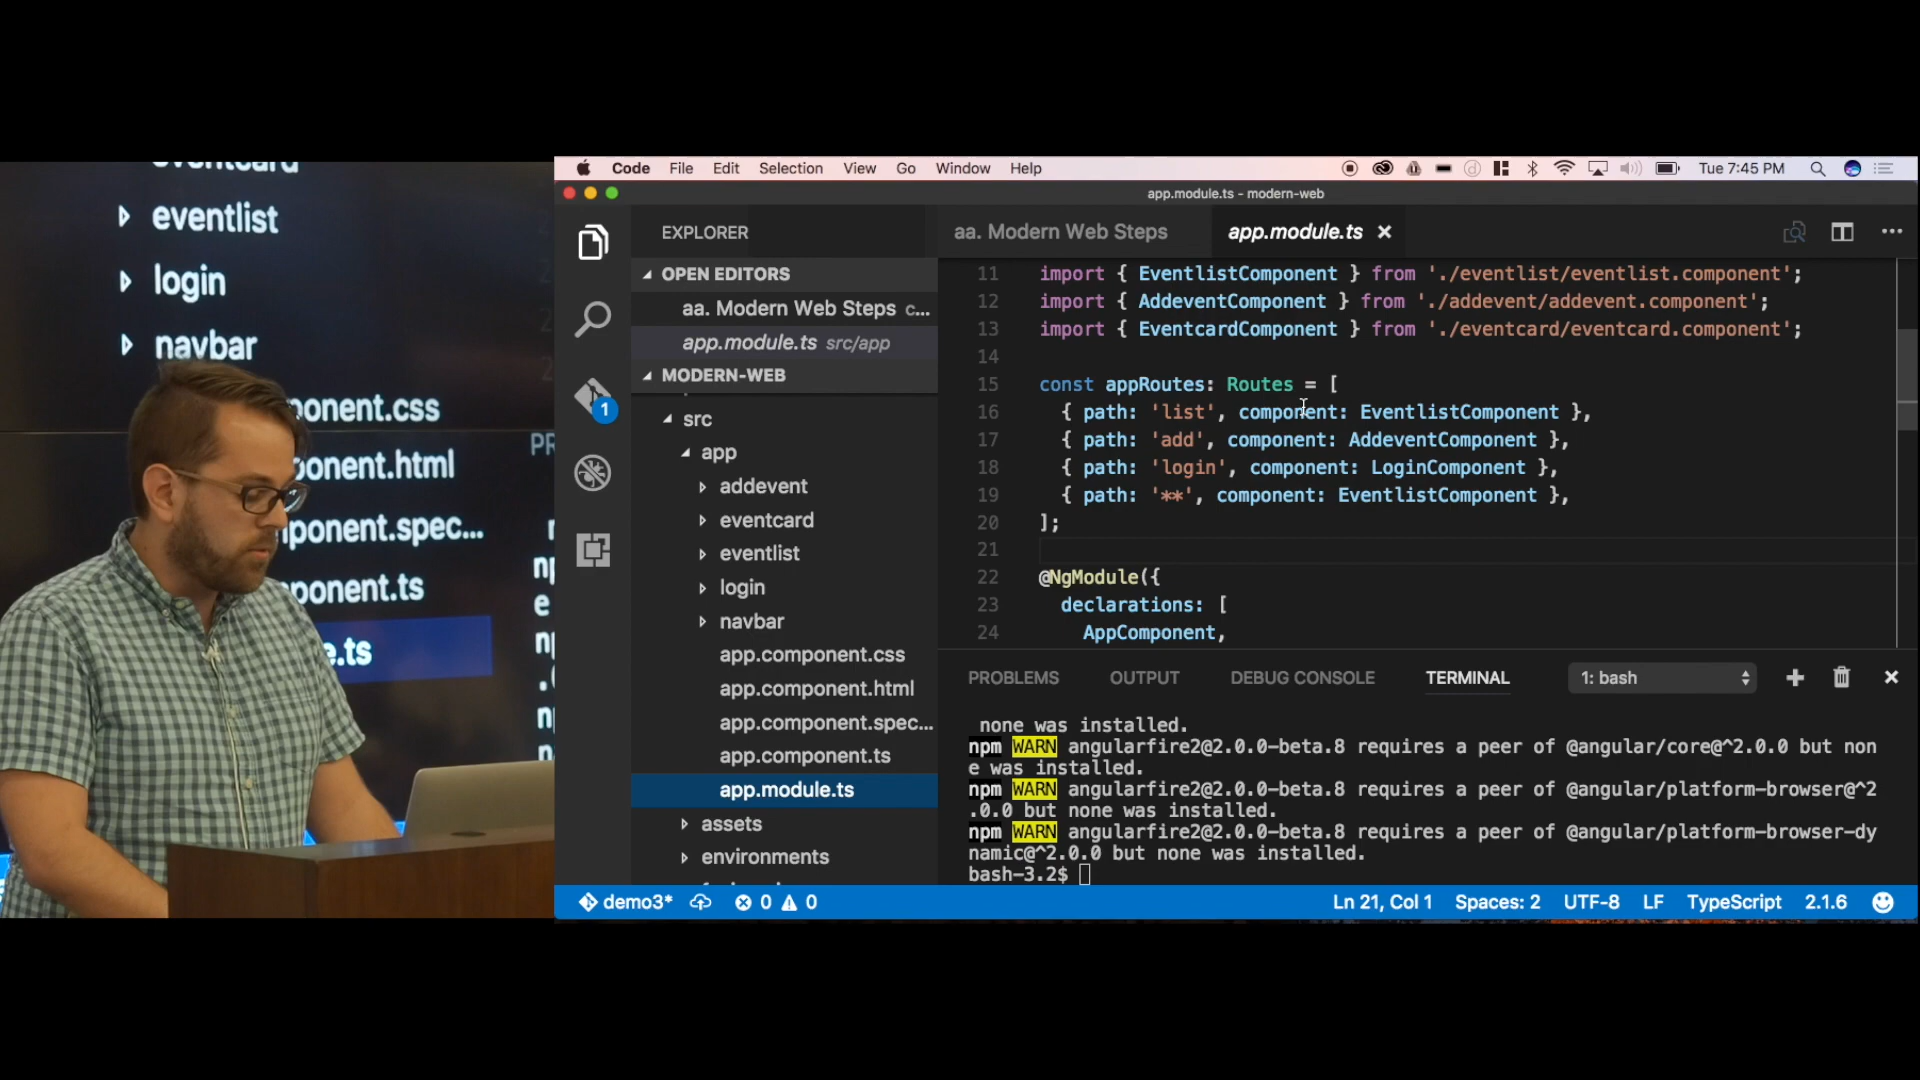 eventcard
eventlist
login
navbar
ponent.css
ponent.html
ponent.spec...
ponent.ts
e.ts
PR
Code File Edit Selection View Go Window Help
Tue 7:45 PM
app.module.ts - modern-web
EXPLORER
OPEN EDITORS
aa. Modern Web Steps c...
app.module.ts src/app
MODERN-WEB
src
app
addevent
eventcard
eventlist
login
navbar
app.component.css
app.component.html
app.component.spec...
app.component.ts
app.module.ts
assets
environments
1
aa. Modern Web Steps
app.module.ts
11 import { EventlistComponent } from './eventlist/eventlist.component';
12 import { AddeventComponent } from './addevent/addevent.component';
13 import { EventcardComponent } from './eventcard/eventcard.component';
14
15 const appRoutes: Routes = [
16 { path: 'list', component: EventlistComponent },
17 { path: 'add', component: AddeventComponent },
18 { path: 'login', component: LoginComponent },
19 { path: '**', component: EventlistComponent },
20 ];
21
22 @NgModule({
23 declarations: [
24 AppComponent,
PROBLEMS OUTPUT DEBUG CONSOLE TERMINAL 1: bash
none was installed.
npm WARN angularfire2@2.0.0-beta.8 requires a peer of @angular/core@^2.0.0 but non
e was installed.
npm WARN angularfire2@2.0.0-beta.8 requires a peer of @angular/platform-browser@^2
.0.0 but none was installed.
npm WARN angularfire2@2.0.0-beta.8 requires a peer of @angular/platform-browser-dy
namic@^2.0.0 but none was installed.
bash-3.2$
demo3* 0 0 Ln 21, Col 1 Spaces: 2 UTF-8 LF TypeScript 2.1.6